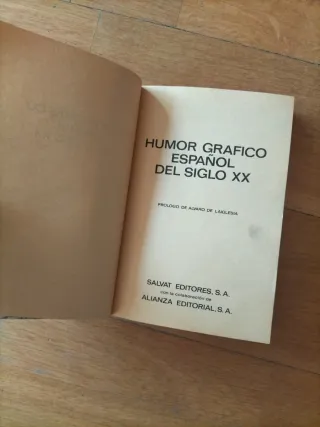 HUMOR GRAFICO
ESPAÑOL
DEL SIGLO XX
PROLOGO DE ALVARO DE LAIGLESIA
SALVAT EDITORES, S. A.
con la colaboración de
ALIANZA EDITORIAL, S. A.